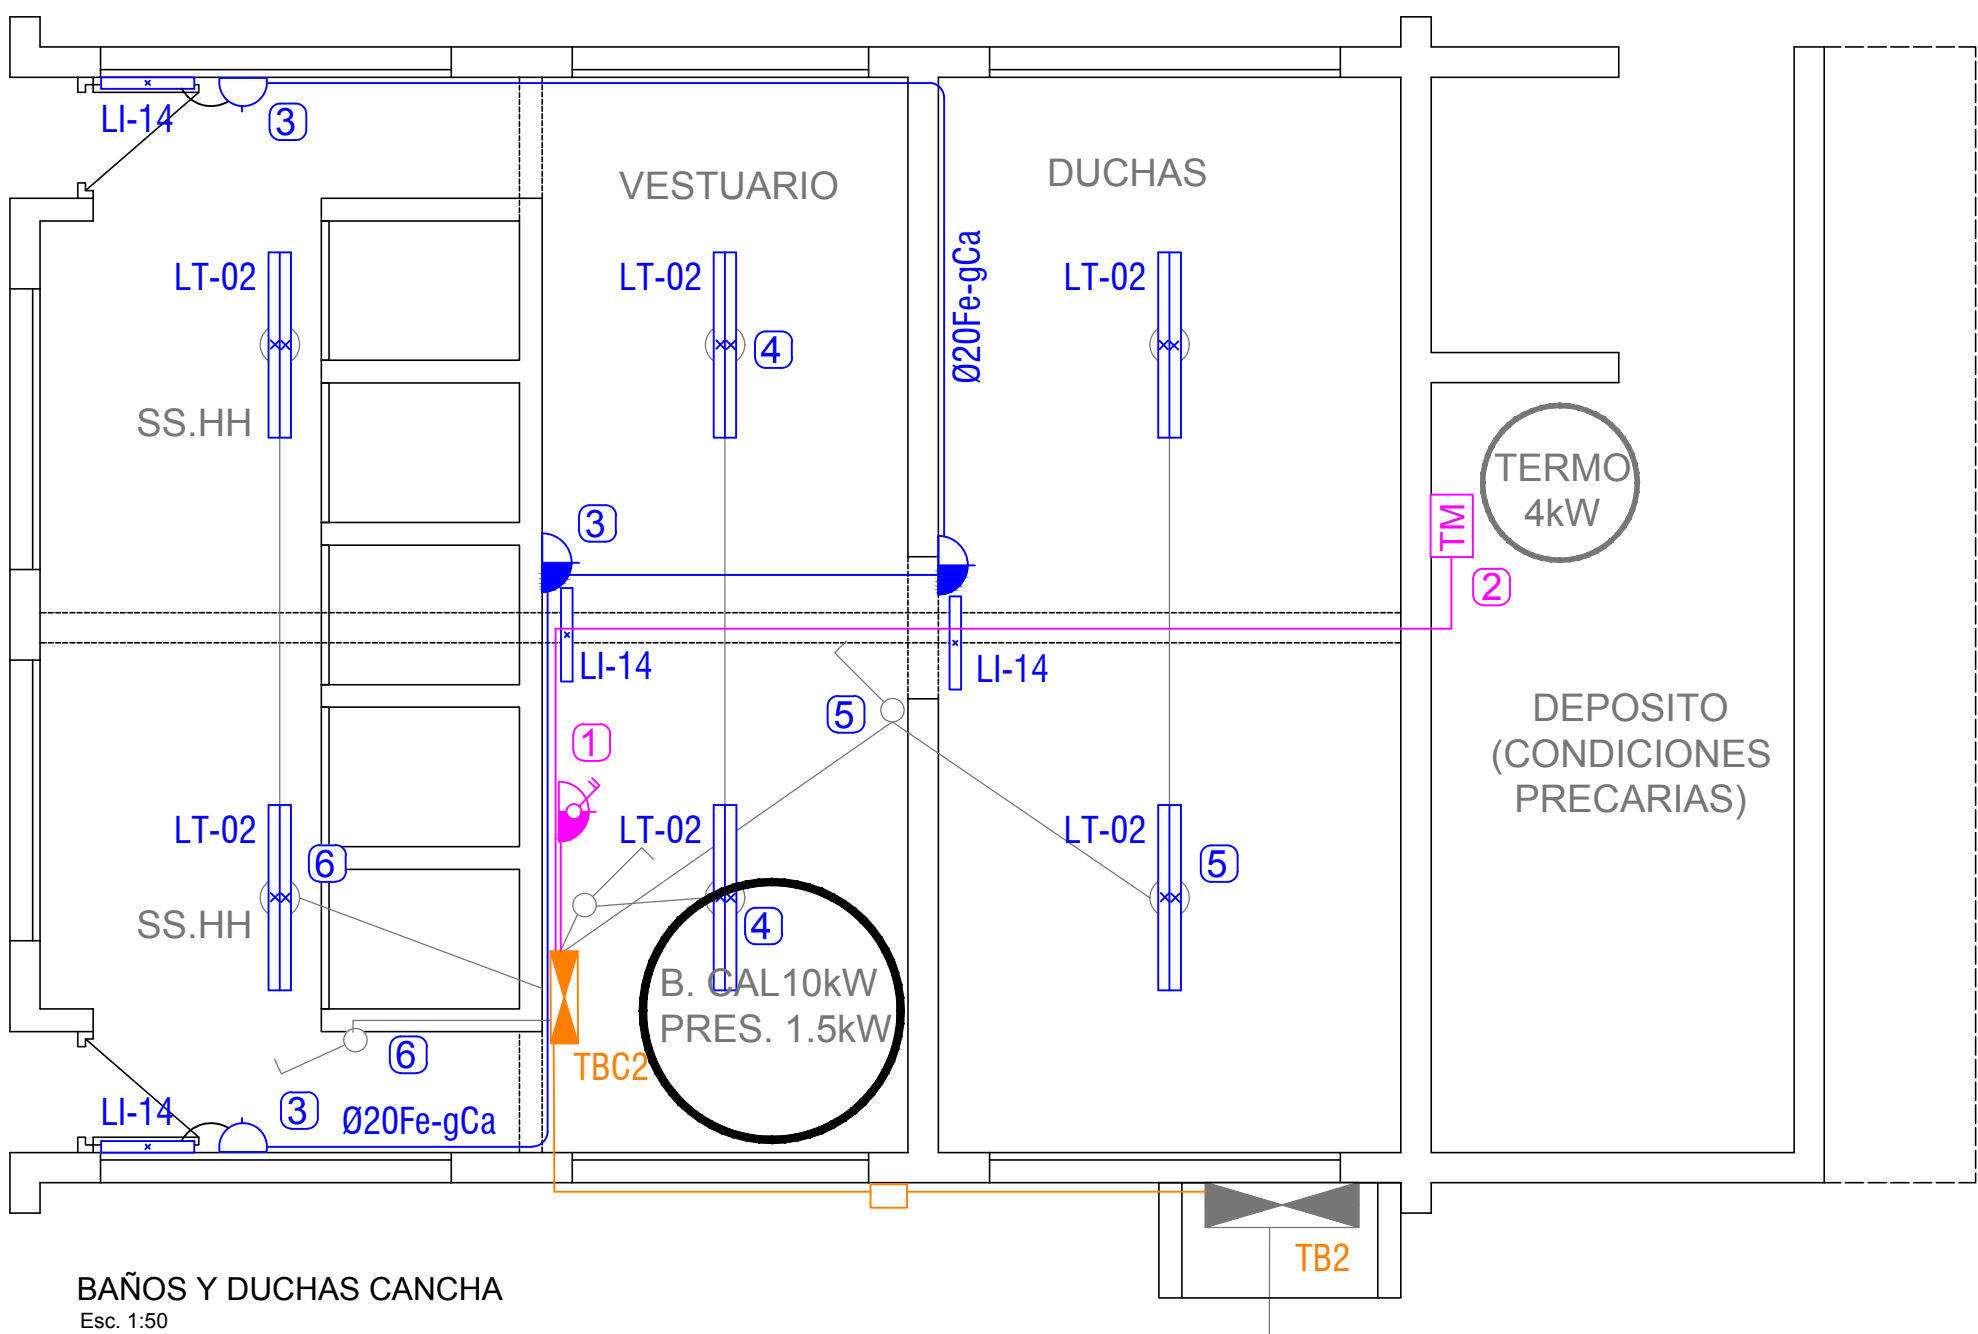 LI-14
3
VESTUARIO
DUCHAS
LT-02
LT-02
LT-02
Ø20Fe-gCa
4
SS.HH
TERMO
4kW
3
TM
2
LI-14
LI-14
5
1
DEPOSITO
(CONDICIONES
PRECARIAS)
LT-02
LT-02
LT-02
6
5
SS.HH
4
B. CAL10kW
PRES. 1.5kW
6
TBC2
LI-14
3
Ø20Fe-gCa
TB2
BAÑOS Y DUCHAS CANCHA
Esc. 1:50